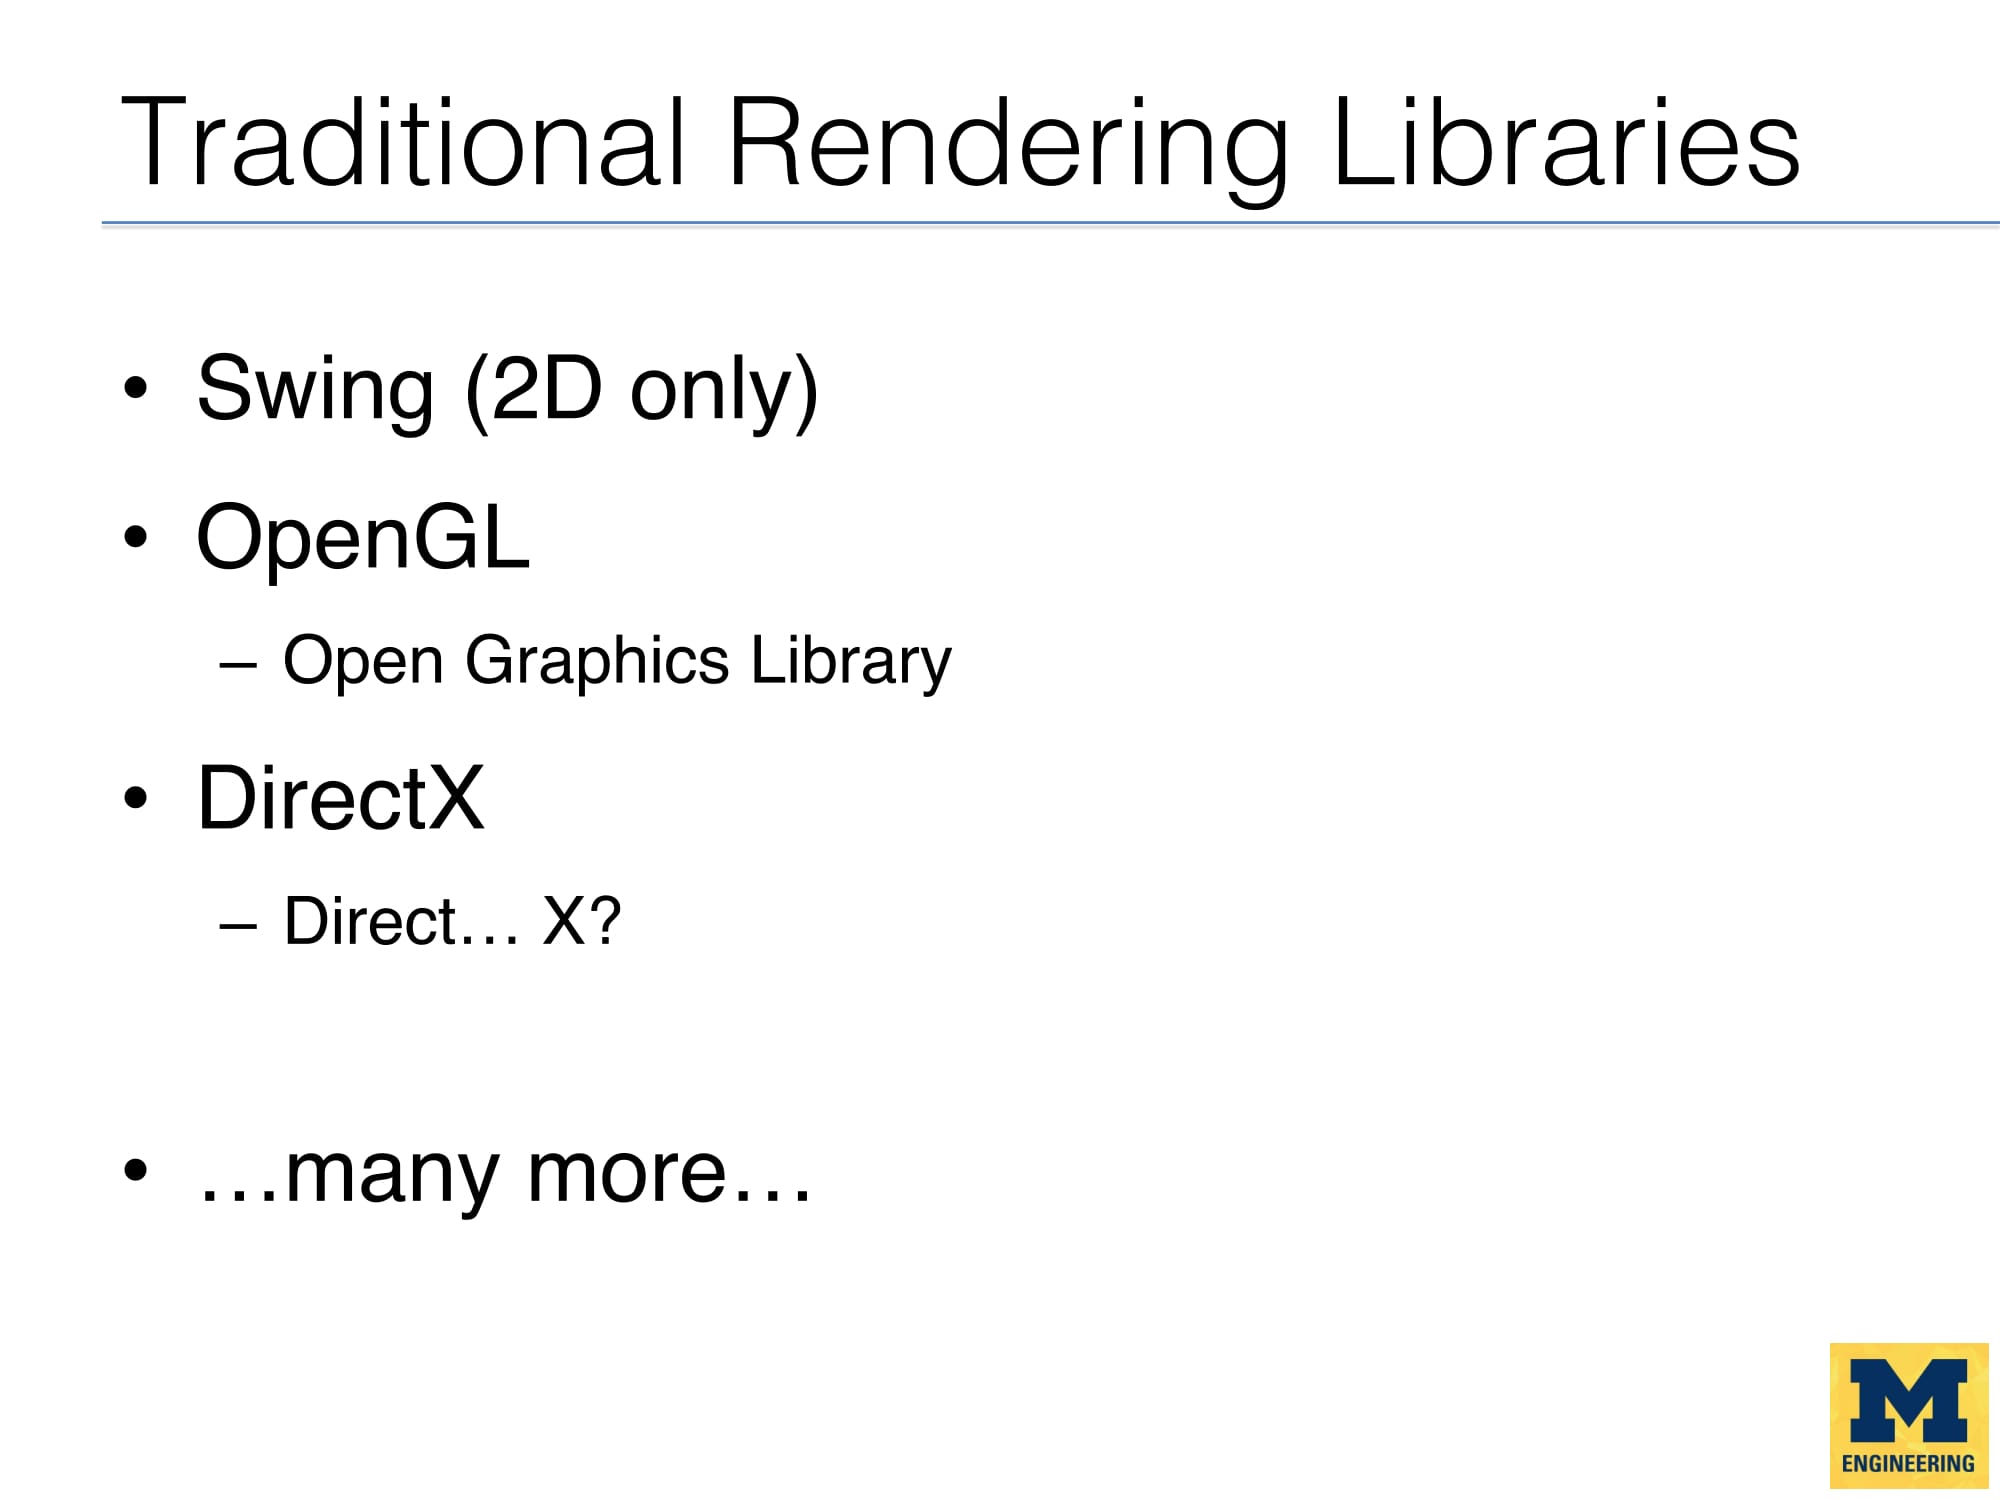 Traditional Rendering Libraries
• Swing (2D only)
• OpenGL
– Open Graphics Library
• DirectX
– Direct… X?
• …many more…
M
ENGINEERING